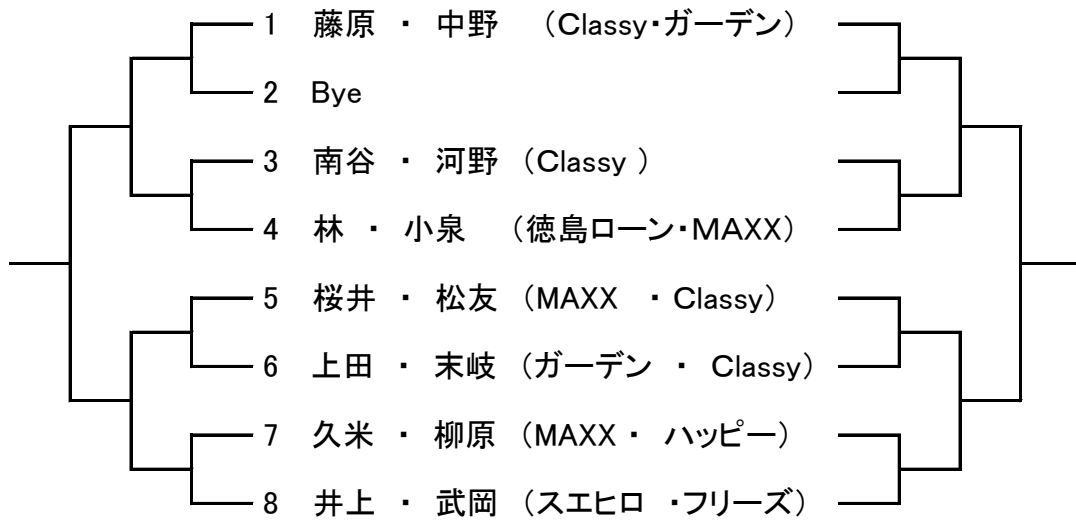 1 藤原 ・ 中野 （Classy・ガーデン）
2 Bye
3 南谷 ・ 河野 （Classy ）
4 林 ・ 小泉 （徳島ローン・MAXX）
5 桜井 ・ 松友 （MAXX ・ Classy）
6 上田 ・ 末岐 （ガーデン ・ Classy）
7 久米 ・ 柳原 （MAXX ・ ハッピー）
8 井上 ・ 武岡 （スエヒロ ・フリーズ）